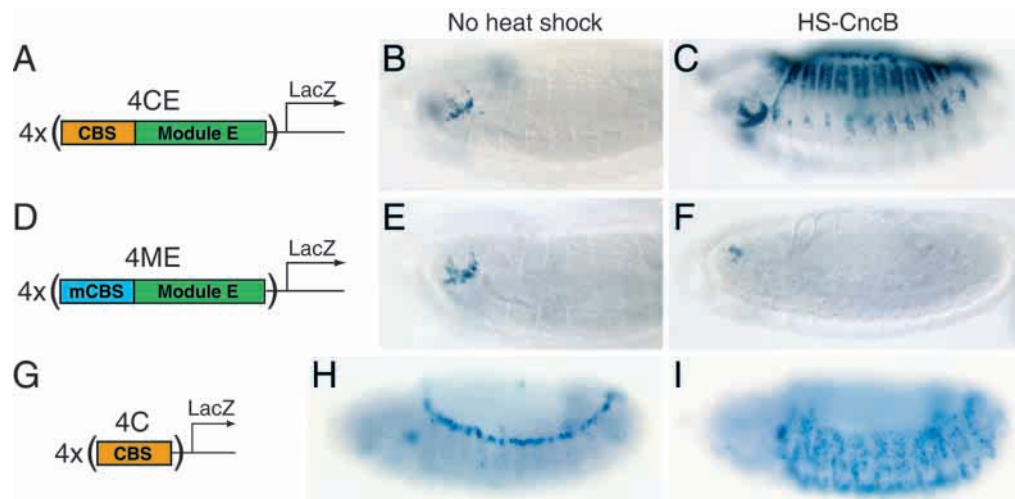 No heat shock HS-CncB
A B C
4CE LacZ
4x( CBS Module E )
D E F
4ME LacZ
4x( mCBS Module E )
G H I
4C LacZ
4x( CBS )